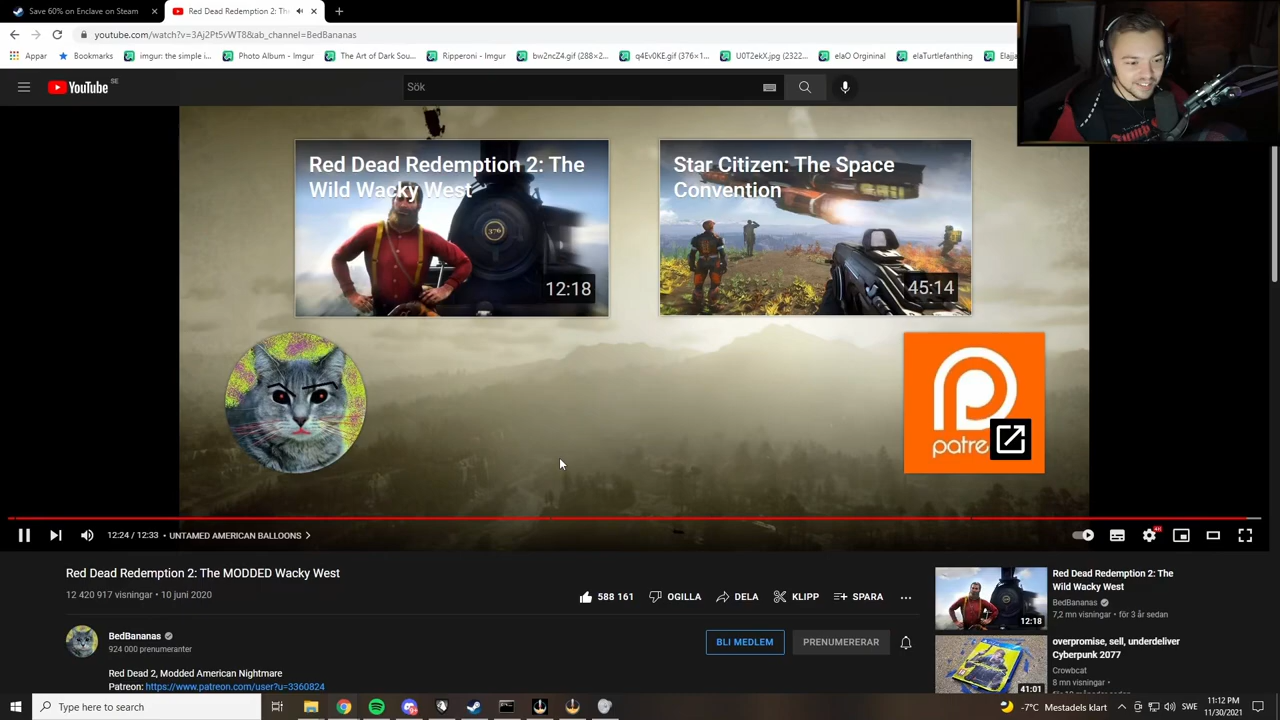 Save 60% on Enclave on Steam
Red Dead Redemption 2: The
youtube.com/watch?v=3Aj2Pt5vWT8&ab_channel=BedBananas
Appar
Bookmarks
imgur: the simple i...
Photo Album - Imgur
The Art of Dark Sou...
Ripperoni - Imgur
bw2ncZ4.gif (288×2...
q4Ev0KE.gif (376×1...
U0T2ekX.jpg (2322...
elaO Orgininal
elaTurtlefanthing
Elajja
YouTube SE
Sök
Red Dead Redemption 2: The
Wild Wacky West
376
12:18
Star Citizen: The Space
Convention
45:14
patre
12:24 / 12:33 • UNTAMED AMERICAN BALLOONS
Red Dead Redemption 2: The MODDED Wacky West
12 420 917 visningar • 10 juni 2020
588 161
OGILLA
DELA
KLIPP
SPARA
BedBananas
924 000 prenumeranter
BLI MEDLEM
PRENUMERERAR
Red Dead 2, Modded American Nightmare
Patreon: https://www.patreon.com/user?u=3360824
Red Dead Redemption 2: The
Wild Wacky West
BedBananas
7,2 mn visningar • för 3 år sedan
12:18
overpromise, sell, underdeliver
Cyberpunk 2077
Crowbcat
8 mn visningar •
41:01
Type here to search
-7°C Mestadels klart
SWE
11:12 PM
11/30/2021